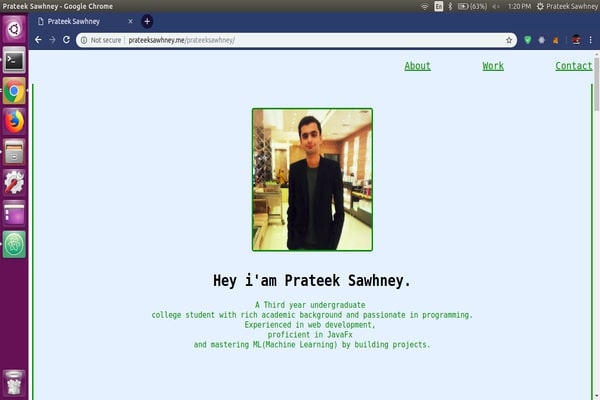 Prateek Sawhney - Google Chrome
En
(63%)
1:20 PM
Prateek Sawhney
Prateek Sawhney
Not secure
prateeksawhney.me/prateeksawhney/
About
Work
Contact
Hey i'am Prateek Sawhney.
A Third year undergraduate
college student with rich academic background and passionate in programming.
Experienced in web development,
proficient in JavaFx
and mastering ML(Machine Learning) by building projects.